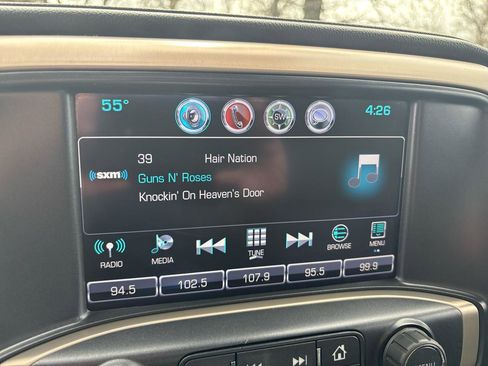 55°
SW
4:26
39 Hair Nation
((sxm))
Guns N' Roses
Knockin' On Heaven's Door
RADIO MEDIA TUNE BROWSE MENU
94.5 102.5 107.9 95.5 99.9
MENU